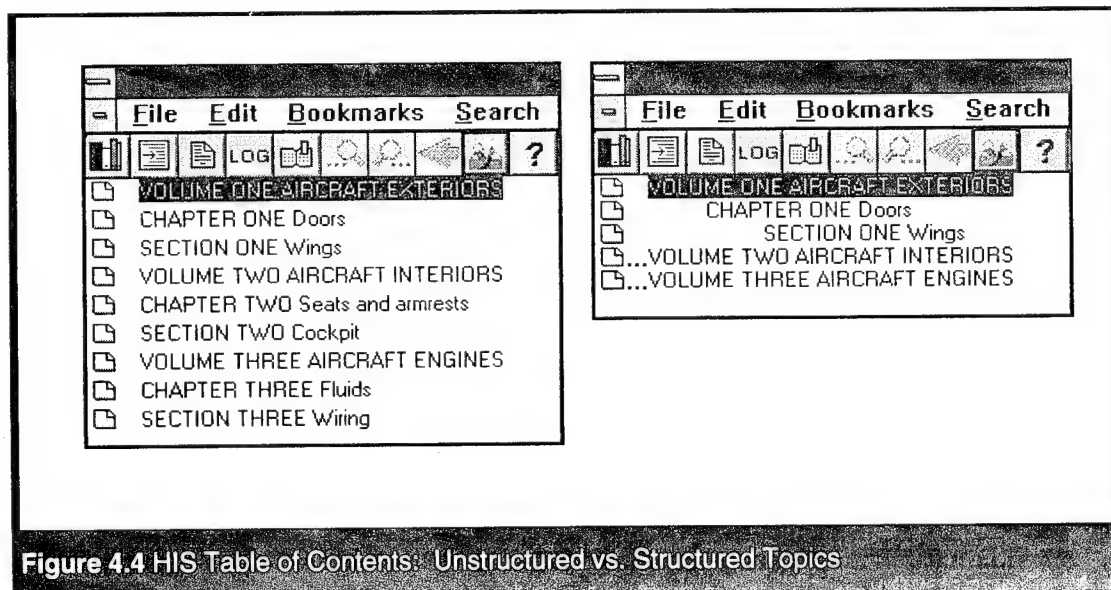 File Edit Bookmarks Search
LOG ?
VOLUME ONE AIRCRAFT EXTERIORS
CHAPTER ONE Doors
SECTION ONE Wings
VOLUME TWO AIRCRAFT INTERIORS
CHAPTER TWO Seats and armrests
SECTION TWO Cockpit
VOLUME THREE AIRCRAFT ENGINES
CHAPTER THREE Fluids
SECTION THREE Wiring
File Edit Bookmarks Search
LOG ?
VOLUME ONE AIRCRAFT EXTERIORS
CHAPTER ONE Doors
SECTION ONE Wings
...VOLUME TWO AIRCRAFT INTERIORS
...VOLUME THREE AIRCRAFT ENGINES
Figure 4.4 HIS Table of Contents: Unstructured vs. Structured Topics